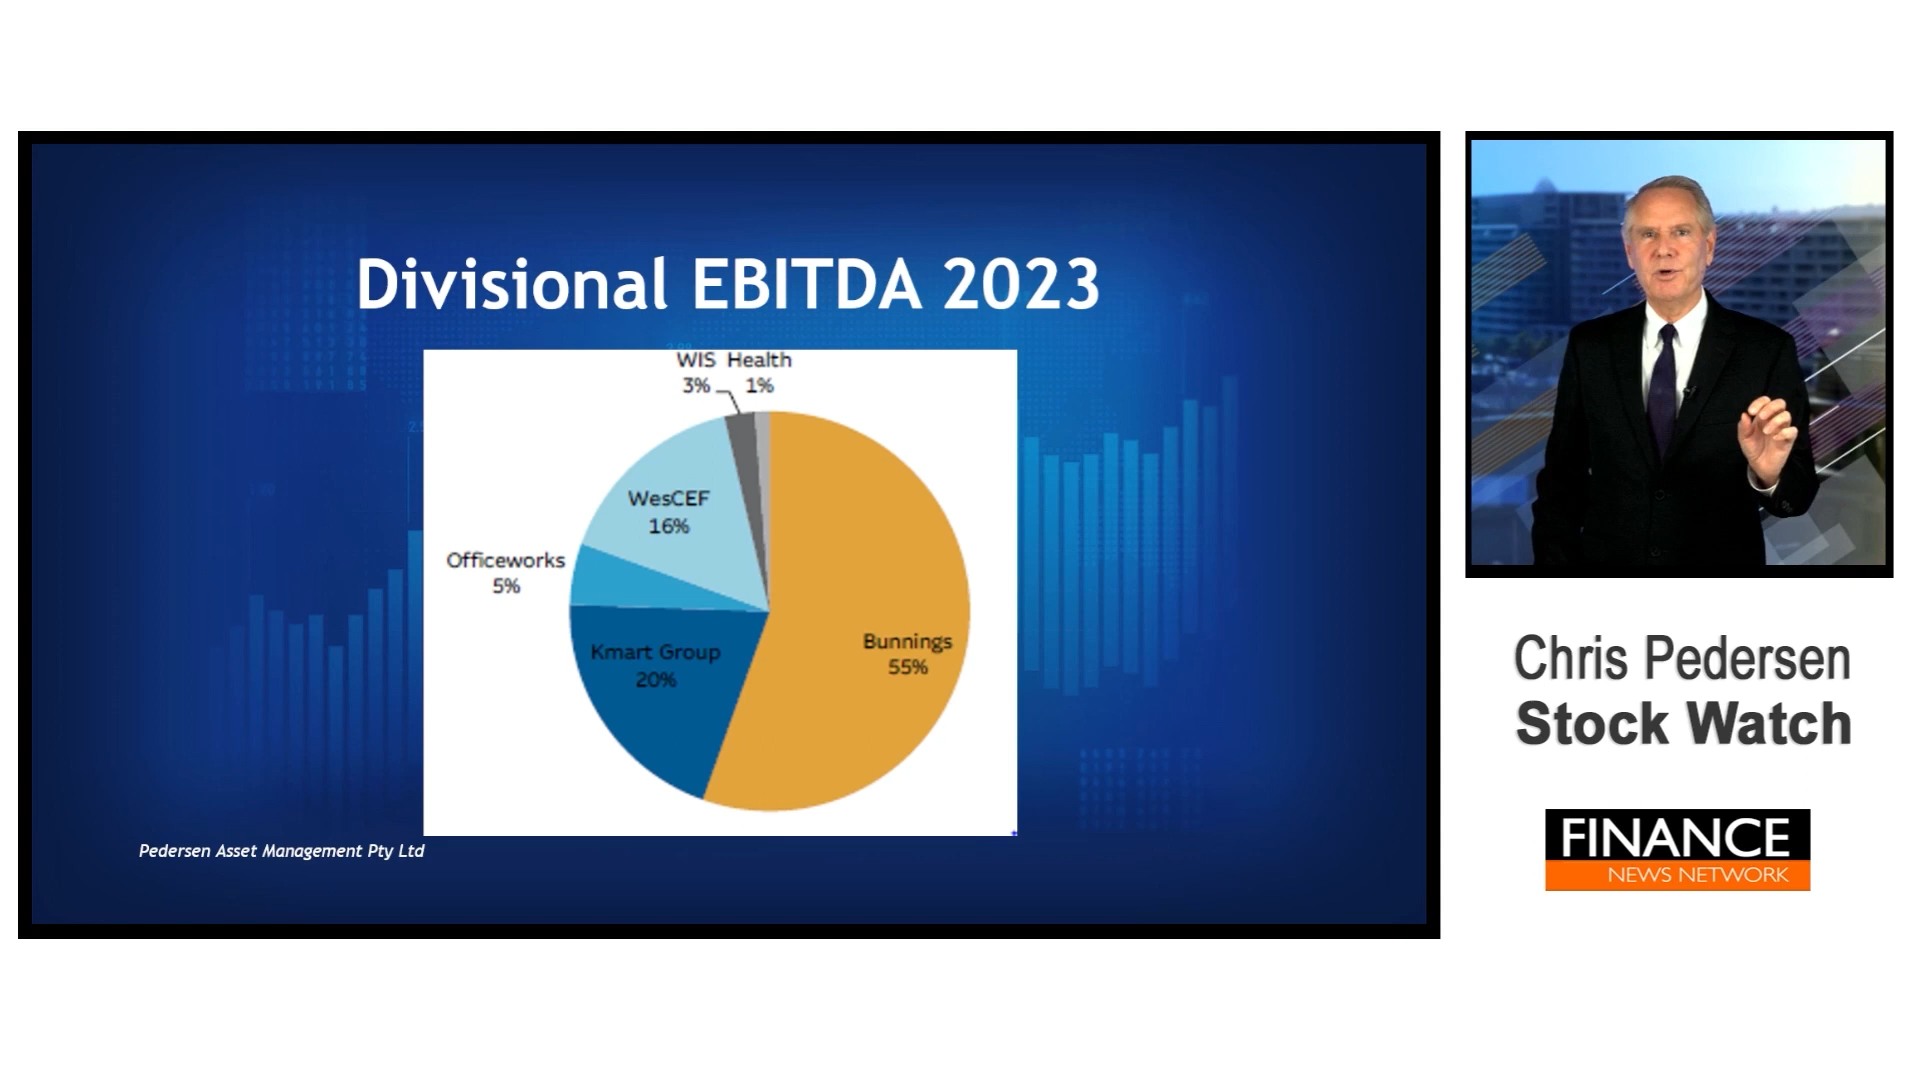 Divisional EBITDA 2023
WIS Health
3% 1%
WesCEF
16%
Officeworks
5%
Kmart Group
20%
Bunnings
55%
Pedersen Asset Management Pty Ltd
Chris Pedersen
Stock Watch
FINANCE
NEWS NETWORK